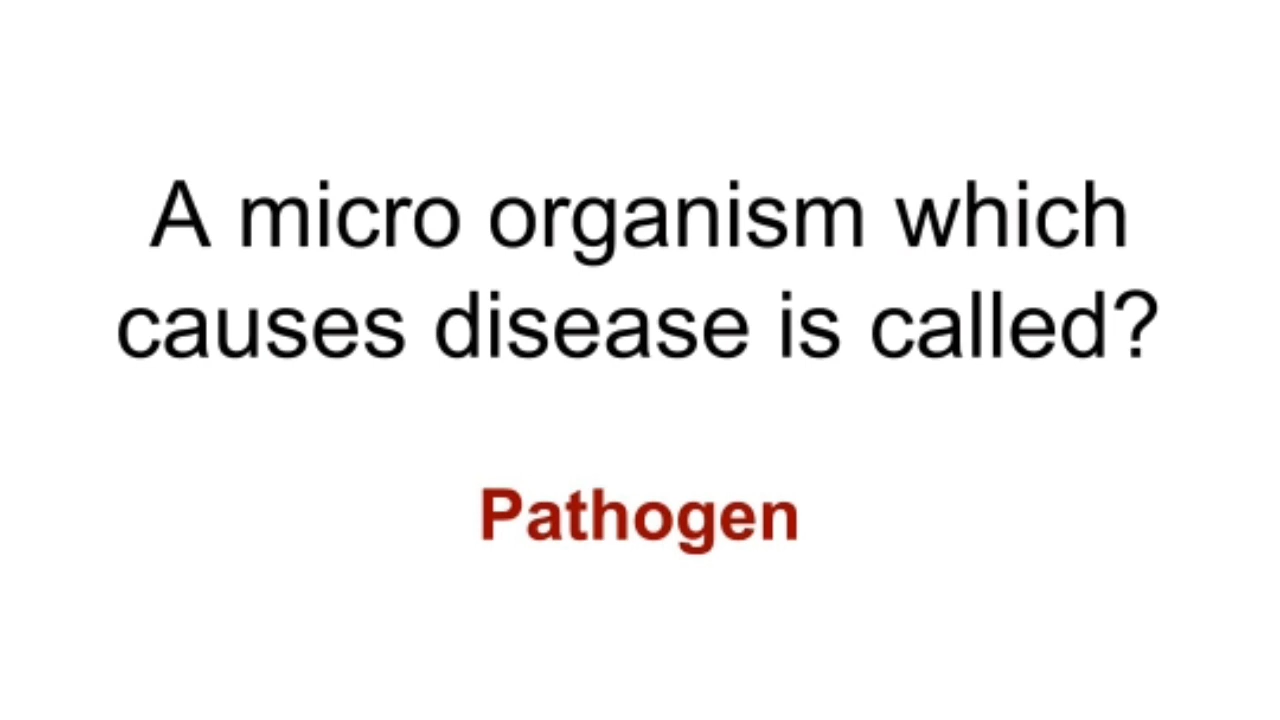 A micro organism which
causes disease is called?
Pathogen